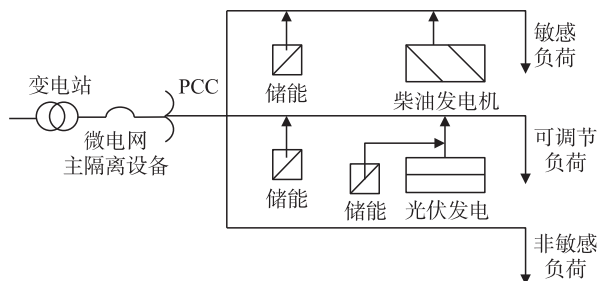 敏感
负荷
储能
柴油发电机
变电站
PCC
微电网
主隔离设备
可调节
负荷
储能
储能
光伏发电
非敏感
负荷